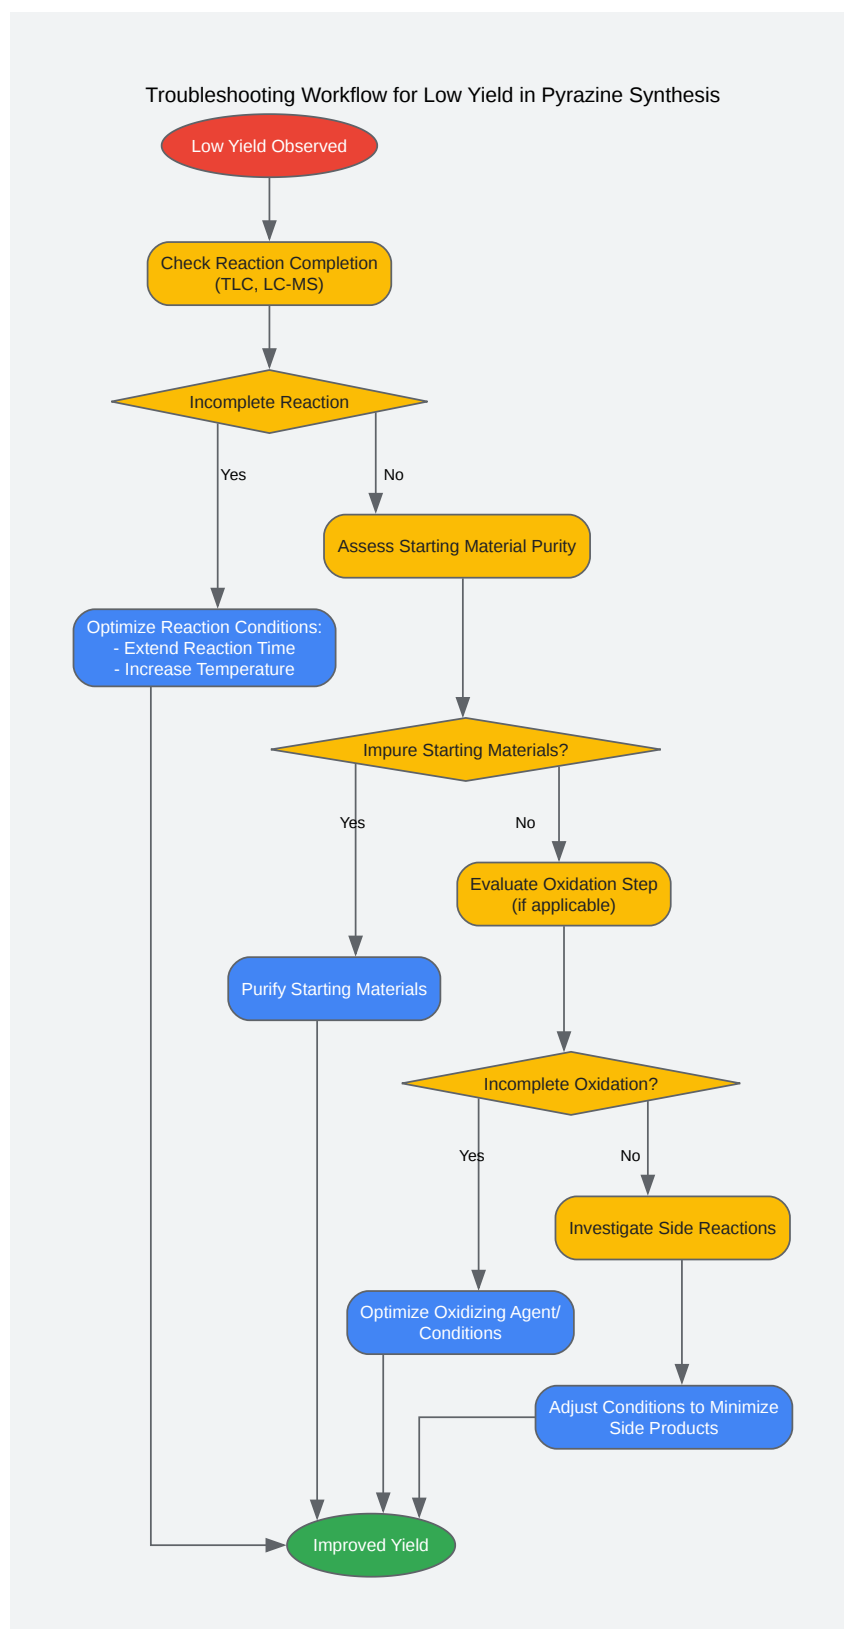 Troubleshooting Workflow for Low Yield in Pyrazine Synthesis
Low Yield Observed
Check Reaction Completion
(TLC, LC-MS)
Incomplete Reaction
Yes
No
Assess Starting Material Purity
Optimize Reaction Conditions:
- Extend Reaction Time
- Increase Temperature
Impure Starting Materials?
Yes
No
Evaluate Oxidation Step
(if applicable)
Purify Starting Materials
Incomplete Oxidation?
Yes
No
Investigate Side Reactions
Optimize Oxidizing Agent/
Conditions
Adjust Conditions to Minimize
Side Products
Improved Yield